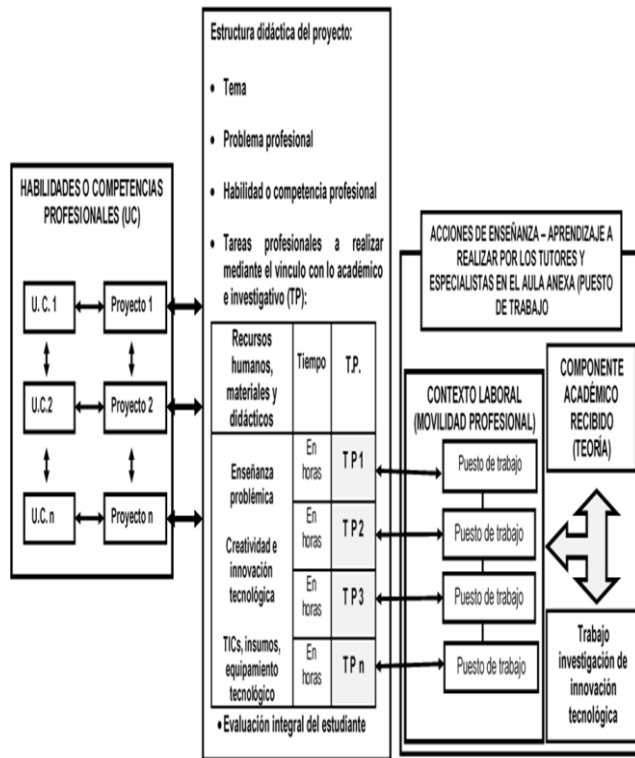 HABILIDADES O COMPETENCIAS
PROFESIONALES (UC)
U. C. 1
Proyecto 1
U.C.2
Proyecto 2
U.C. n
Proyecto n
Estructura didáctica del proyecto:
• Tema
• Problema profesional
• Habilidad o competencia profesional
• Tareas profesionales a realizar
mediante el vínculo con lo académico
e investigativo (TP):
Recursos
humanos,
materiales y
didácticos
Tiempo
T.P.
Enseñanza
problémica
Creatividad e
innovación
tecnológica
TICs, insumos,
equipamiento
tecnológico
En
horas
T P 1
En
horas
T P 2
En
horas
T P 3
En
horas
TP n
• Evaluación integral del estudiante
ACCIONES DE ENSEÑANZA – APRENDIZAJE A
REALIZAR POR LOS TUTORES Y
ESPECIALISTAS EN EL AULA ANEXA (PUESTO
DE TRABAJO
CONTEXTO LABORAL
(MOVILIDAD PROFESIONAL)
Puesto de trabajo
Puesto de trabajo
Puesto de trabajo
Puesto de trabajo
COMPONENTE
ACADÉMICO
RECIBIDO
(TEORÍA)
Trabajo
investigación de
innovación
tecnológica